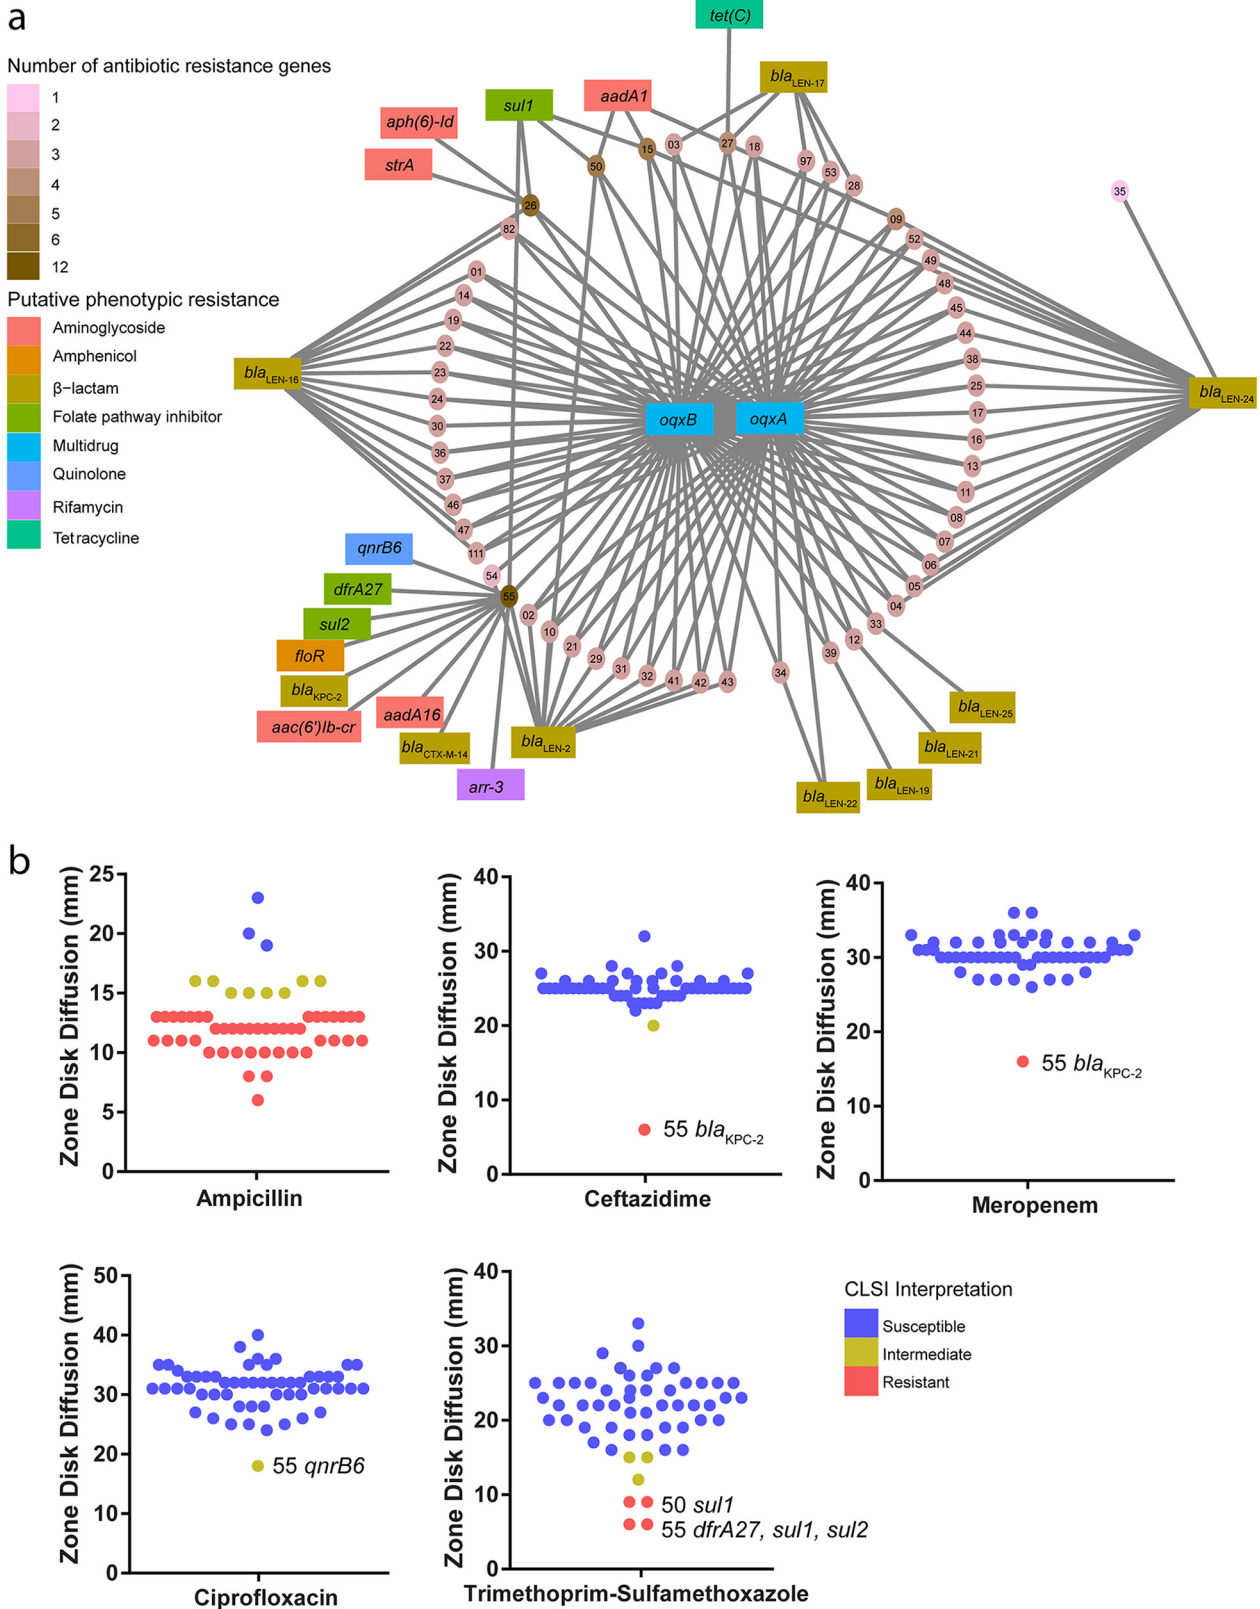 a
tet(C)
Number of antibiotic resistance genes
1
2
3
4
5
6
12
Putative phenotypic resistance
Aminoglycoside
Amphenicol
β−lactam
Folate pathway inhibitor
Multidrug
Quinolone
Rifamycin
Tetracycline
blaLEN-17
aadA1
sul1
aph(6)-Id
strA
03
27
18
15
97
50
53
28
35
26
09
82
52
49
01
48
14
45
19
44
22
38
blaLEN-16
23
25
blaLEN-24
24
17
oqxB
oqxA
30
16
36
13
37
11
46
08
47
07
111
06
qnrB6
54
05
dfrA27
55
04
02
33
sul2
10
12
21
39
floR
29
31
34
32
41
42
43
blaKPC-2
blaLEN-25
aac(6')Ib-cr
aadA16
blaCTX-M-14
blaLEN-2
blaLEN-21
arr-3
blaLEN-22
blaLEN-19
b
Zone Disk Diffusion (mm)
25
20
15
10
5
0
Ampicillin
Zone Disk Diffusion (mm)
40
30
20
10
0
55 blaKPC-2
Ceftazidime
Zone Disk Diffusion (mm)
40
30
20
10
0
55 blaKPC-2
Meropenem
Zone Disk Diffusion (mm)
50
40
30
20
10
0
55 qnrB6
Ciprofloxacin
Zone Disk Diffusion (mm)
40
30
20
10
0
50 sul1
55 dfrA27, sul1, sul2
Trimethoprim-Sulfamethoxazole
CLSI Interpretation
Susceptible
Intermediate
Resistant